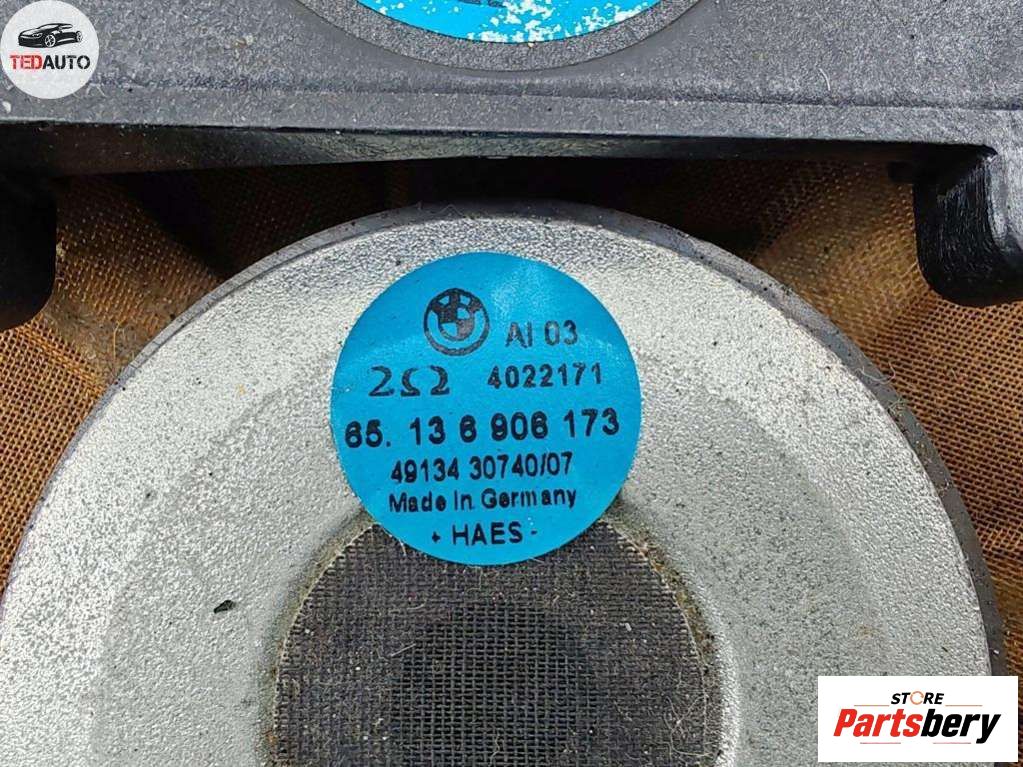 TEDAUTO
AI 03
2Ω 4022171
65. 13 6 906 173
49134 30740/07
Made in Germany
+ HAES -
STORE
Partsbery